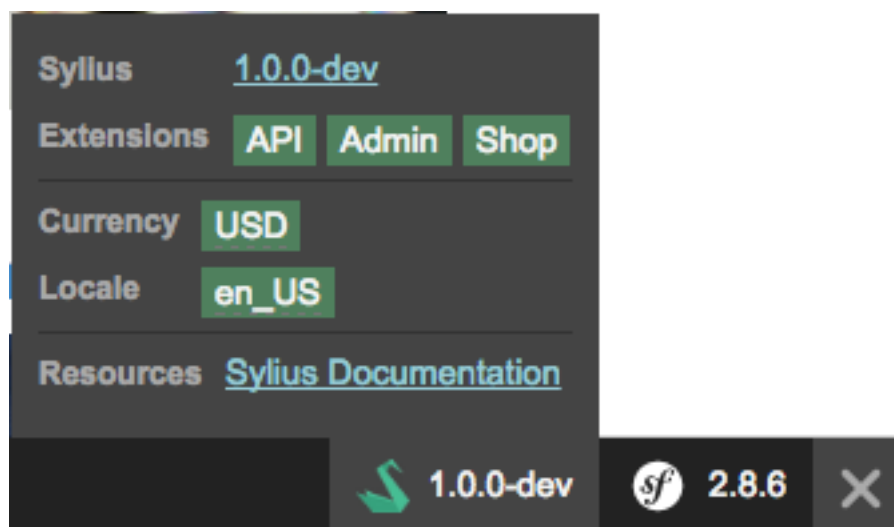 Sylius 1.0.0-dev
Extensions API Admin Shop
Currency USD
Locale en_US
Resources Sylius Documentation
1.0.0-dev sf 2.8.6